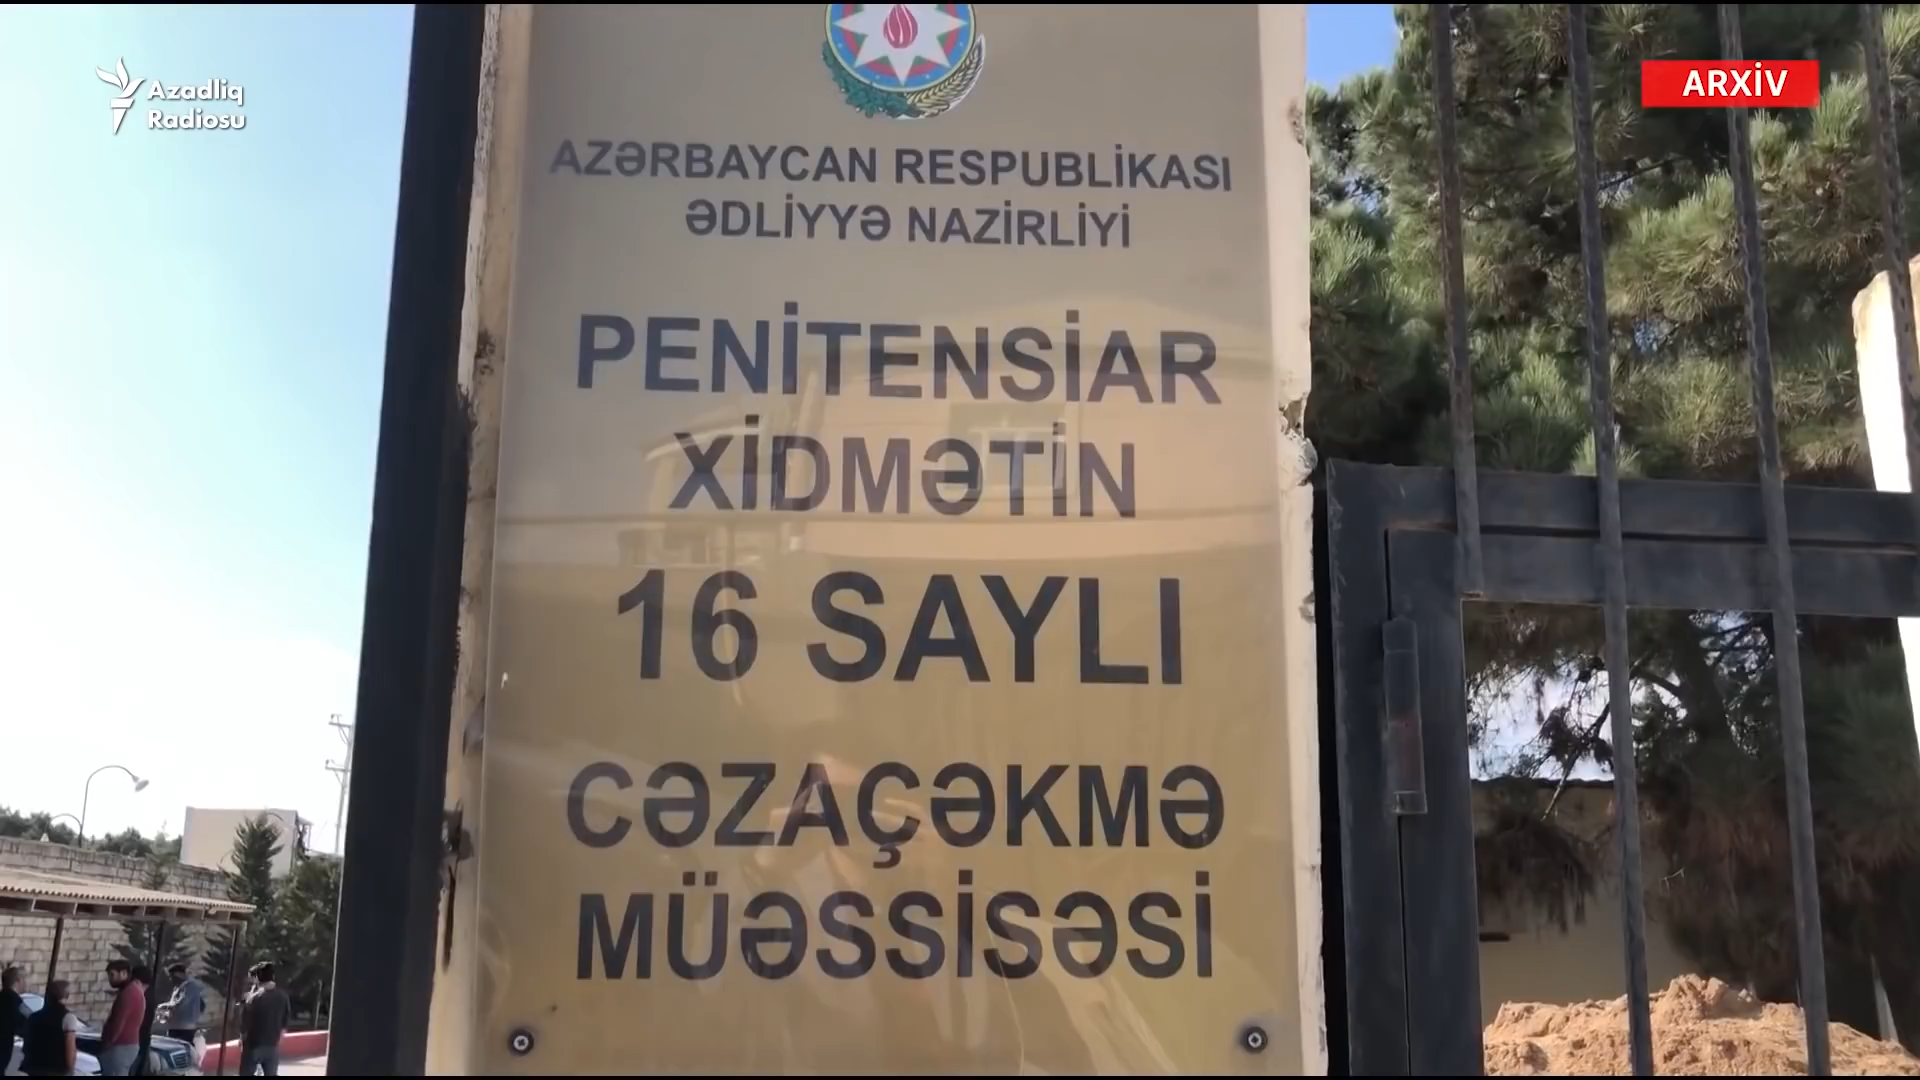 Azadlıq
Radiosu
ARXİV
AZƏRBAYCAN RESPUBLİKASI
ƏDLİYYƏ NAZİRLİYİ
PENİTENSİAR
XİDMƏTİN
16 SAYLI
CƏZAÇƏKMƏ
MÜƏSSİSƏSİ